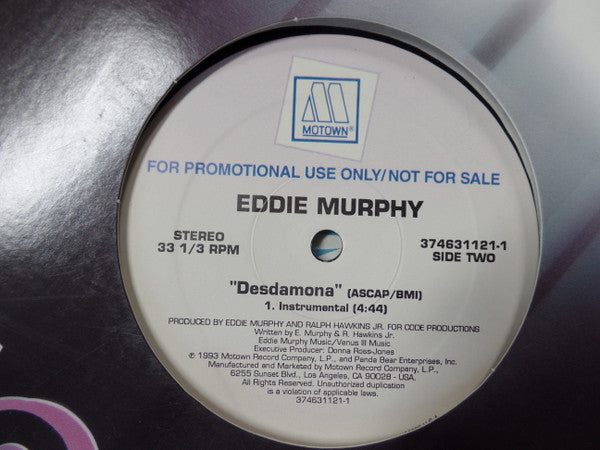 MOTOWN®
FOR PROMOTIONAL USE ONLY/NOT FOR SALE
EDDIE MURPHY
STEREO
33 1/3 RPM
374631121-1
SIDE TWO
"Desdamona" (ASCAP/BMI)
1. Instrumental (4:44)
PRODUCED BY EDDIE MURPHY AND RALPH HAWKINS JR. FOR CODE PRODUCTIONS
Written by E. Murphy & R. Hawkins Jr.
Eddie Murphy Music/Venus III Music
Executive Producer: Donna Ross-Jones
℗ 1993 Motown Record Company, L.P., and Panda Bear Enterprises, Inc.
Manufactured and Marketed by Motown Record Company, L.P.,
6255 Sunset Blvd., Los Angeles, CA 90028 - USA.
All Rights Reserved. Unauthorized duplication
is a violation of applicable laws.
374631121-1